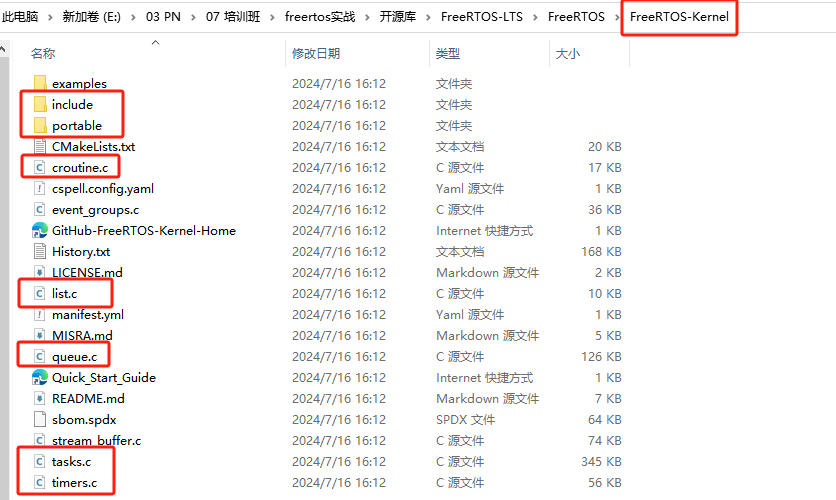 此电脑 › 新加卷 (E:) › 03 PN › 07 培训班 › freertos实战 › 开源库 › FreeRTOS-LTS › FreeRTOS › FreeRTOS-Kernel
名称 修改日期 类型 大小
examples 2024/7/16 16:12 文件夹
include 2024/7/16 16:12 文件夹
portable 2024/7/16 16:12 文件夹
CMakeLists.txt 2024/7/16 16:12 文本文档 20 KB
croutine.c 2024/7/16 16:12 C 源文件 17 KB
cspell.config.yaml 2024/7/16 16:12 Yaml 源文件 1 KB
event_groups.c 2024/7/16 16:12 C 源文件 36 KB
GitHub-FreeRTOS-Kernel-Home 2024/7/16 16:12 Internet 快捷方式 1 KB
History.txt 2024/7/16 16:12 文本文档 168 KB
LICENSE.md 2024/7/16 16:12 Markdown 源文件 2 KB
list.c 2024/7/16 16:12 C 源文件 10 KB
manifest.yml 2024/7/16 16:12 Yaml 源文件 1 KB
MISRA.md 2024/7/16 16:12 Markdown 源文件 5 KB
queue.c 2024/7/16 16:12 C 源文件 126 KB
Quick_Start_Guide 2024/7/16 16:12 Internet 快捷方式 1 KB
README.md 2024/7/16 16:12 Markdown 源文件 7 KB
sbom.spdx 2024/7/16 16:12 SPDX 文件 64 KB
stream_buffer.c 2024/7/16 16:12 C 源文件 74 KB
tasks.c 2024/7/16 16:12 C 源文件 345 KB
timers.c 2024/7/16 16:12 C 源文件 56 KB